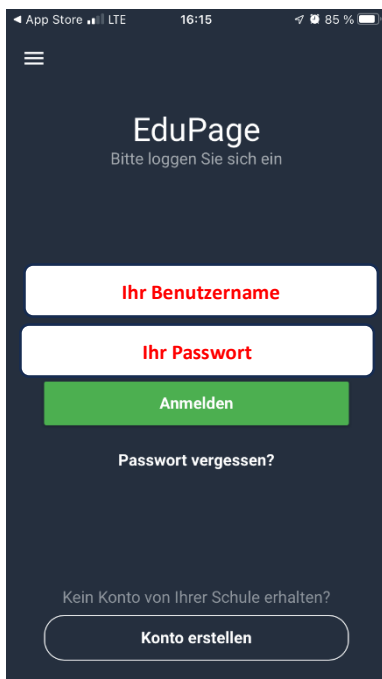 ◀ App Store LTE 16:15 85 %
EduPage
Bitte loggen Sie sich ein
Ihr Benutzername
Ihr Passwort
Anmelden
Passwort vergessen?
Kein Konto von Ihrer Schule erhalten?
Konto erstellen